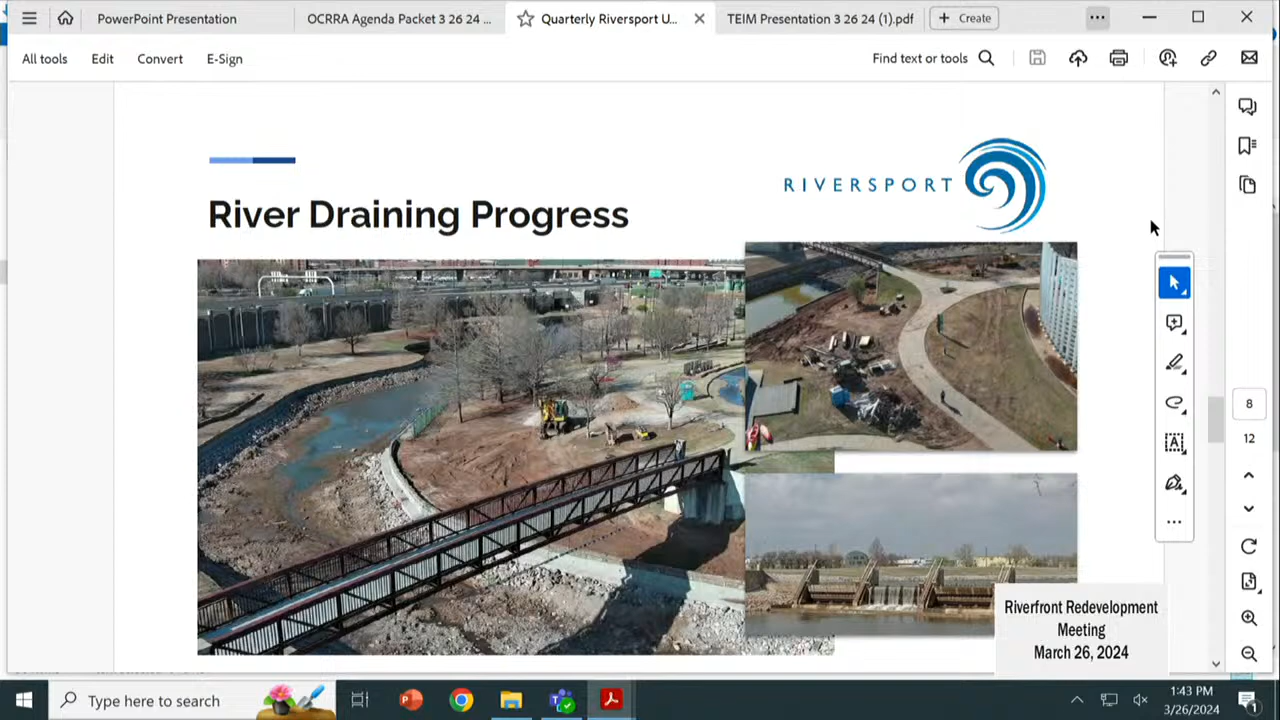 PowerPoint Presentation
OCRRA Agenda Packet 3 26 24 ...
Quarterly Riversport U...
TEIM Presentation 3 26 24 (1).pdf
+ Create
All tools
Edit
Convert
E-Sign
Find text or tools
RIVERSPORT
River Draining Progress
8
12
Riverfront Redevelopment
Meeting
March 26, 2024
Type here to search
1:43 PM
3/26/2024
1